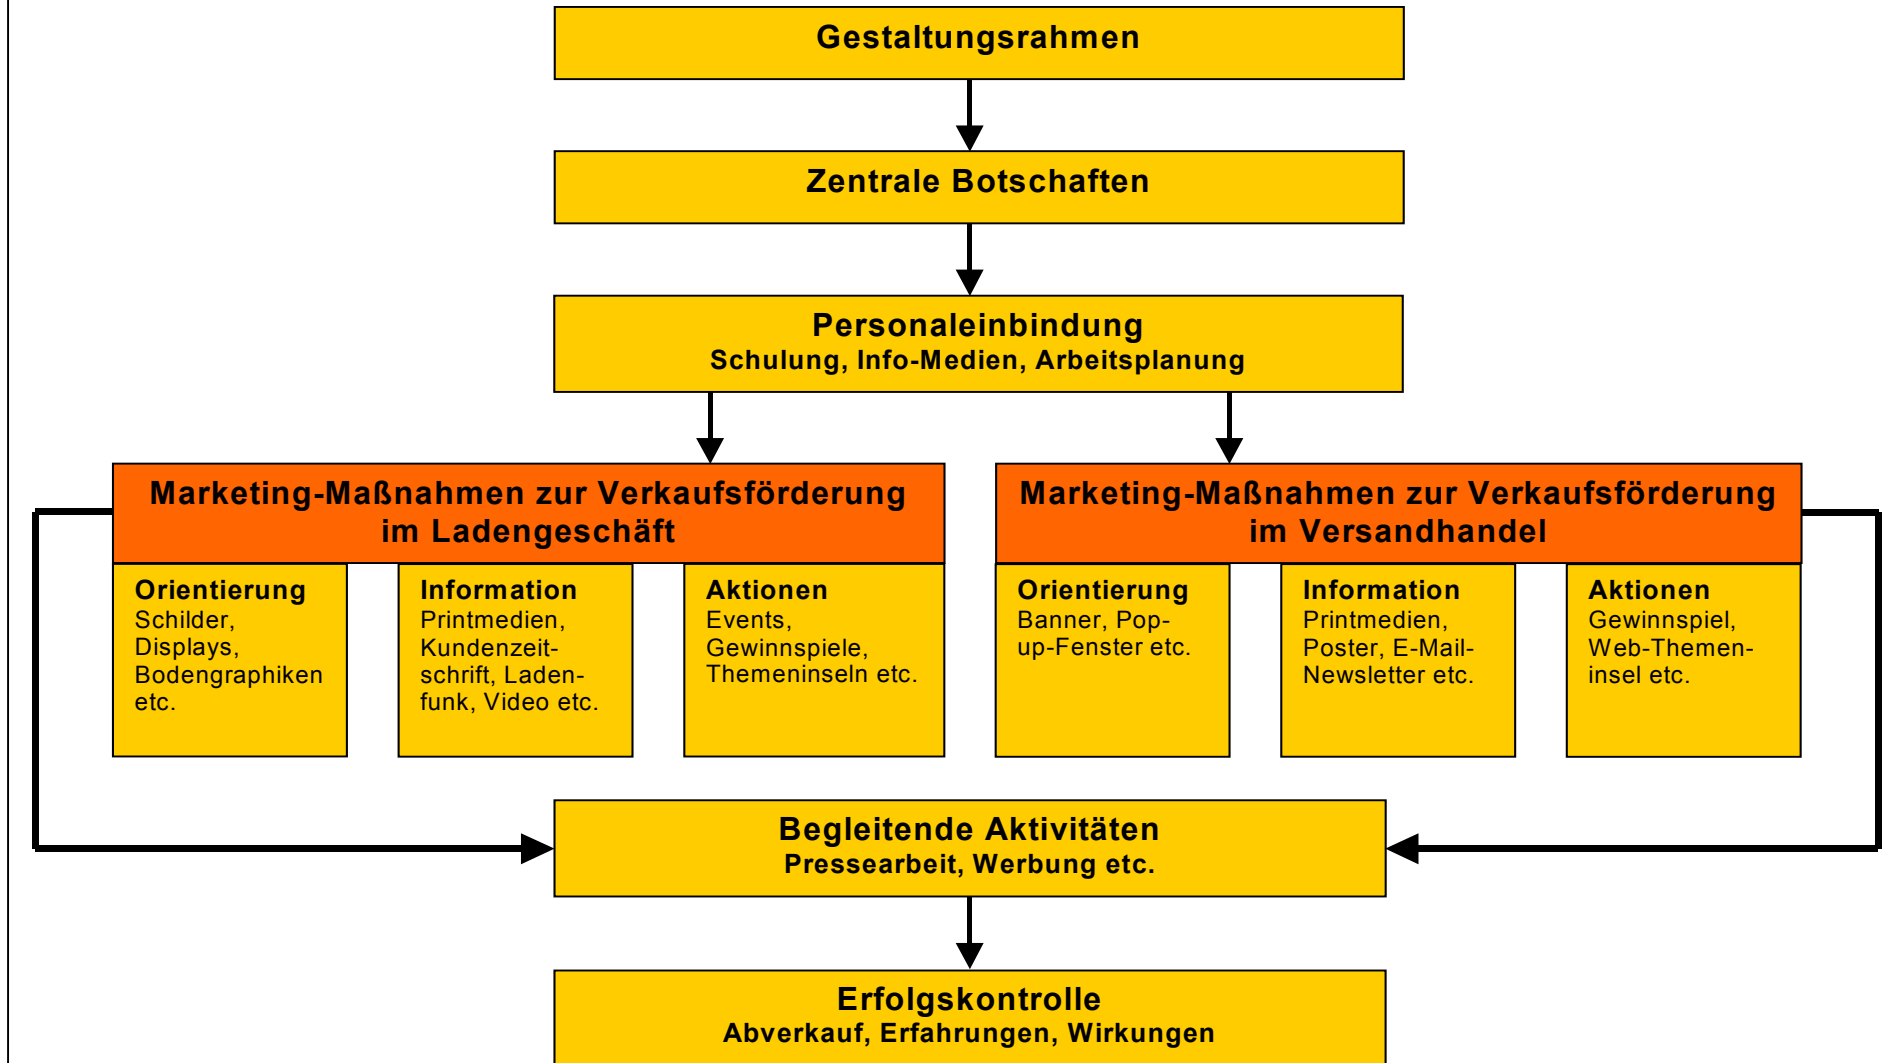 Gestaltungsrahmen
Zentrale Botschaften
Personaleinbindung
Schulung, Info-Medien, Arbeitsplanung
Marketing-Maßnahmen zur Verkaufsförderung
im Ladengeschäft
Orientierung
Schilder,
Displays,
Bodengraphiken
etc.
Information
Printmedien,
Kundenzeit-
schrift, Laden-
funk, Video etc.
Aktionen
Events,
Gewinnspiele,
Themeninseln etc.
Marketing-Maßnahmen zur Verkaufsförderung
im Versandhandel
Orientierung
Banner, Pop-
up-Fenster etc.
Information
Printmedien,
Poster, E-Mail-
Newsletter etc.
Aktionen
Gewinnspiel,
Web-Themen-
insel etc.
Begleitende Aktivitäten
Pressearbeit, Werbung etc.
Erfolgskontrolle
Abverkauf, Erfahrungen, Wirkungen